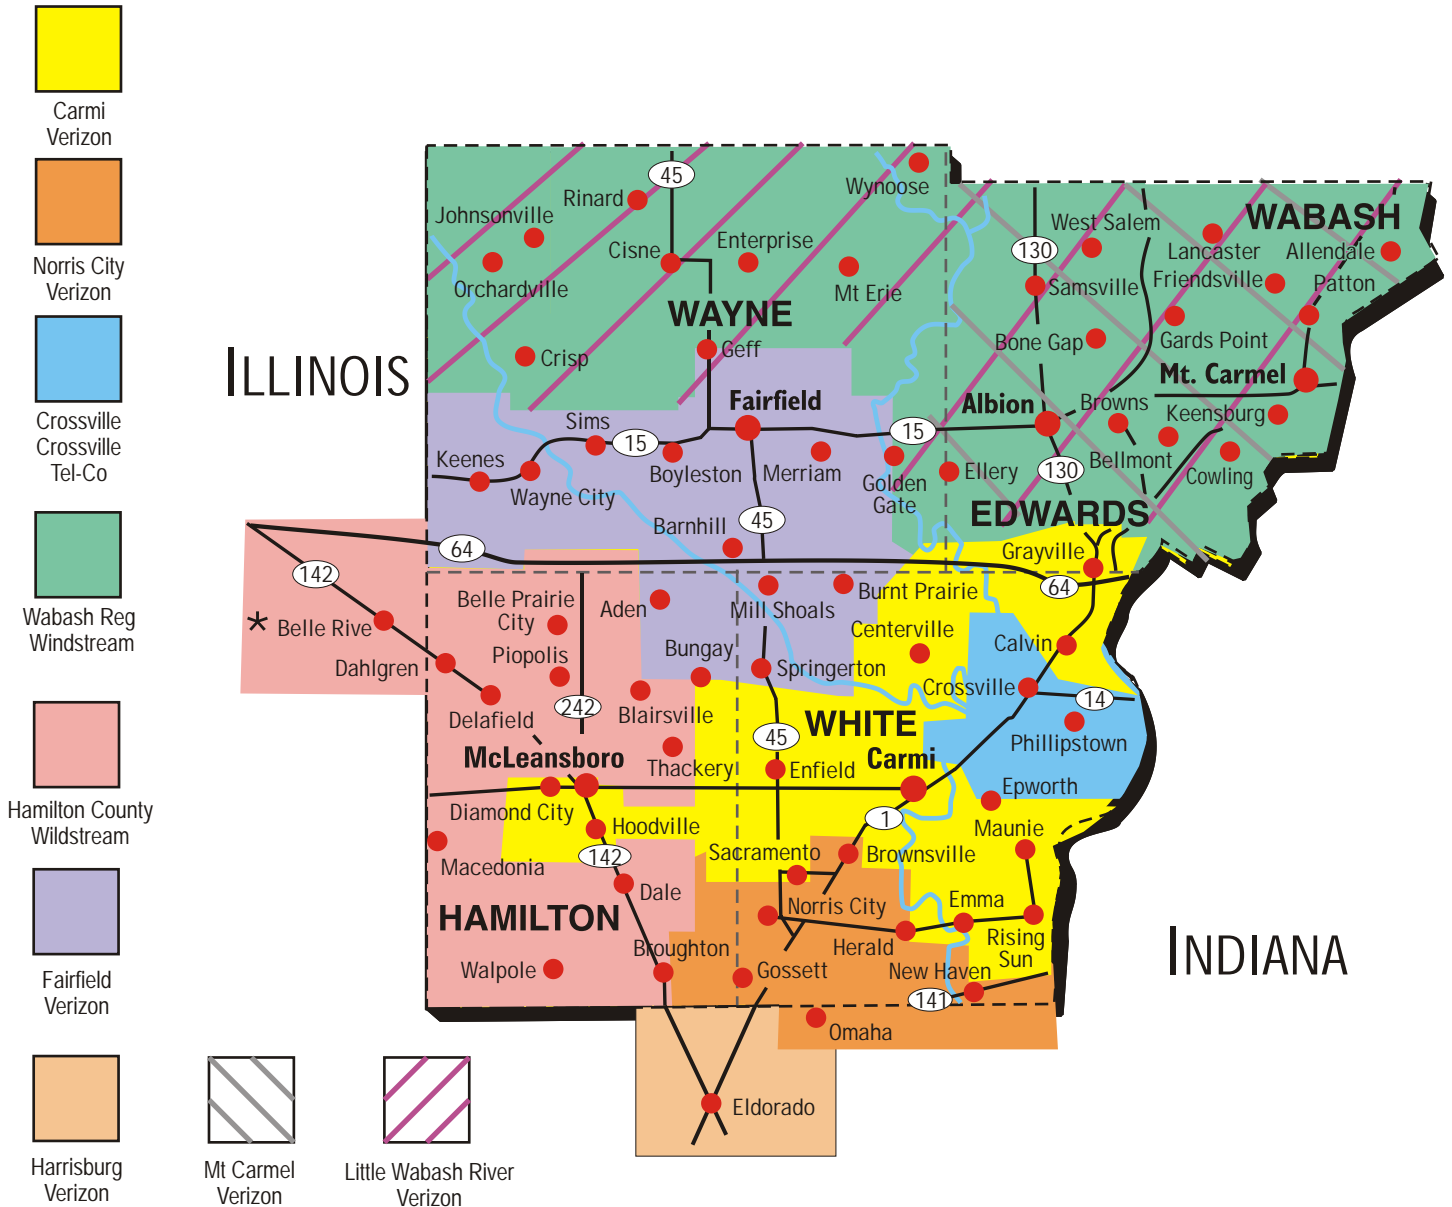 Carmi
Verizon
Norris City
Verizon
Crossville
Crossville
Tel-Co
Wabash Reg
Windstream
Hamilton County
Wildstream
Fairfield
Verizon
Harrisburg
Verizon
Mt Carmel
Verizon
Little Wabash River
Verizon
ILLINOIS
INDIANA
WAYNE
WABASH
EDWARDS
WHITE
HAMILTON
45
Wynoose
Rinard
Johnsonville
Cisne
Enterprise
Orchardville
Mt Erie
Crisp
Geff
130
West Salem
Lancaster
Allendale
Friendsville
Patton
Samsville
Bone Gap
Gards Point
Mt. Carmel
Fairfield
Albion
Browns
Keensburg
Sims
15
15
Keenes
Wayne City
Boyleston
Merriam
Golden
Gate
Ellery
130
Bellmont
Cowling
Barnhill
45
64
Grayville
142
64
*
Belle Rive
Belle Prairie
City
Aden
Mill Shoals
Burnt Prairie
Centerville
Calvin
Dahlgren
Piopolis
Bungay
Springerton
Crossville
14
Delafield
242
Blairsville
45
Phillipstown
McLeansboro
Thackery
Enfield
Carmi
Epworth
Diamond City
Hoodville
1
Maunie
142
Sacramento
Brownsville
Macedonia
Dale
Norris City
Emma
Broughton
Herald
Rising
Sun
Walpole
Gossett
New Haven
141
Omaha
Eldorado